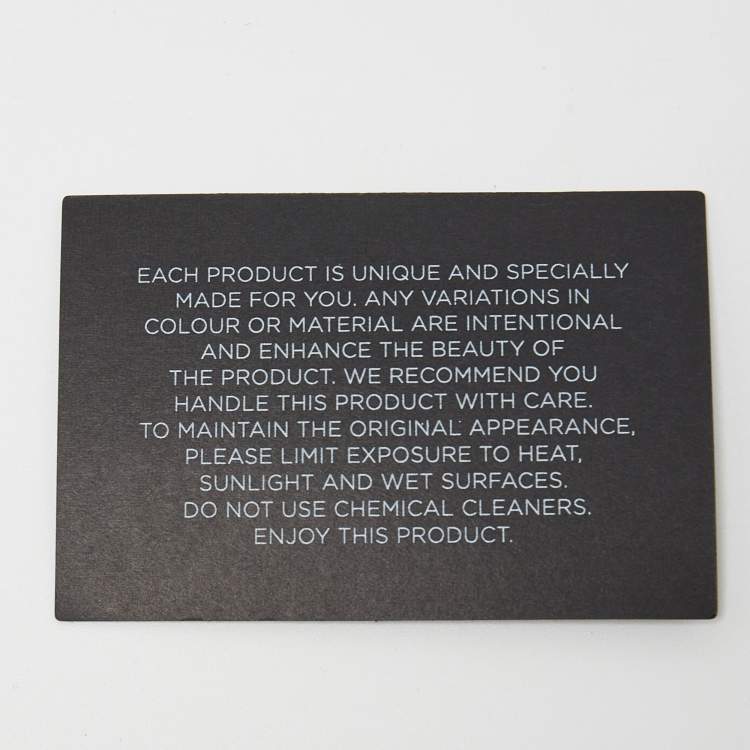 EACH PRODUCT IS UNIQUE AND SPECIALLY
MADE FOR YOU. ANY VARIATIONS IN
COLOUR OR MATERIAL ARE INTENTIONAL
AND ENHANCE THE BEAUTY OF
THE PRODUCT. WE RECOMMEND YOU
HANDLE THIS PRODUCT WITH CARE.
TO MAINTAIN THE ORIGINAL APPEARANCE,
PLEASE LIMIT EXPOSURE TO HEAT,
SUNLIGHT AND WET SURFACES.
DO NOT USE CHEMICAL CLEANERS.
ENJOY THIS PRODUCT.